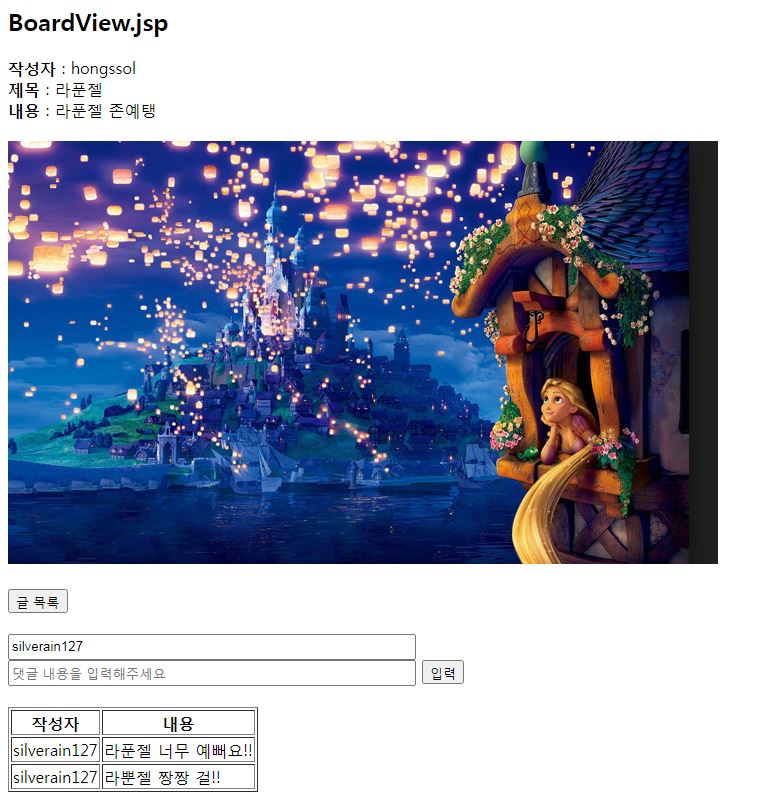 BoardView.jsp
작성자 : hongssol
제목 : 라푼젤
내용 : 라푼젤 존예탱
글 목록
silverain127
댓글 내용을 입력해주세요 입력
작성자 내용
silverain127 라푼젤 너무 예뻐요!!
silverain127 라뿐젤 짱짱 걸!!